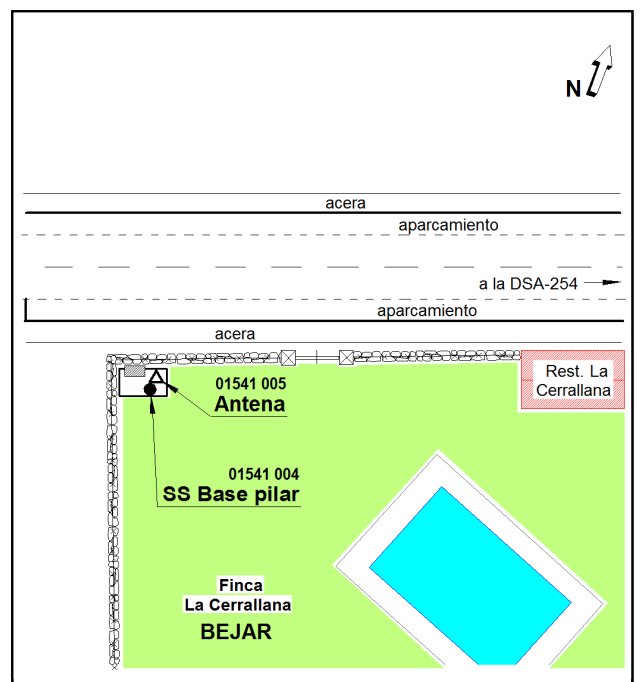 N
acera
aparcamiento
a la DSA-254
aparcamiento
acera
Rest. La
Cerrallana
01541 005
Antena
01541 004
SS Base pilar
Finca
La Cerrallana
BEJAR